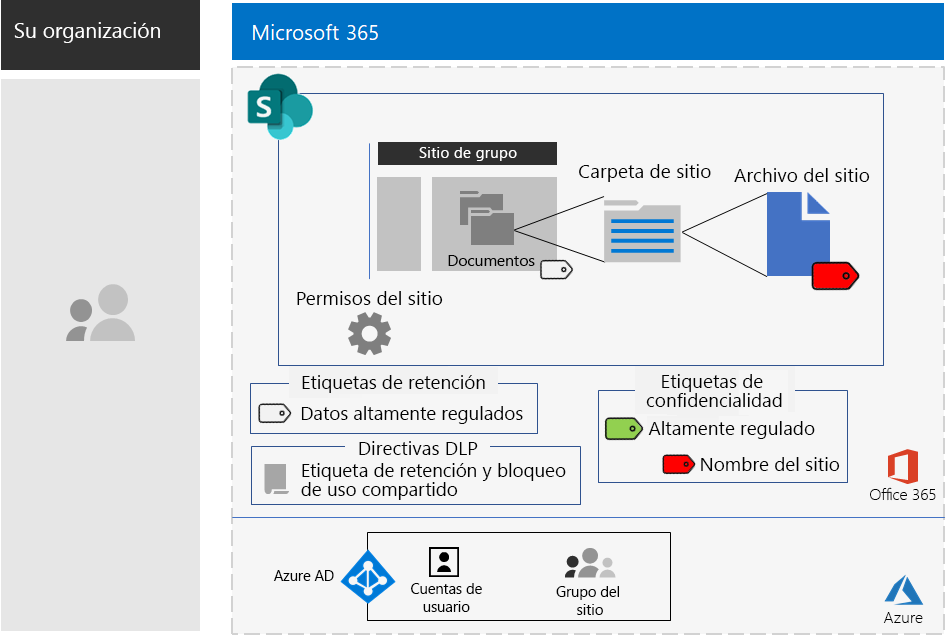 Su organización
Microsoft 365
S
Sitio de grupo
Carpeta de sitio
Archivo del sitio
Documentos
Permisos del sitio
Etiquetas de retención
Datos altamente regulados
Directivas DLP
Etiqueta de retención y bloqueo
de uso compartido
Etiquetas de
confidencialidad
Altamente regulado
Nombre del sitio
Office 365
Azure AD
Cuentas de
usuario
Grupo del
sitio
Azure